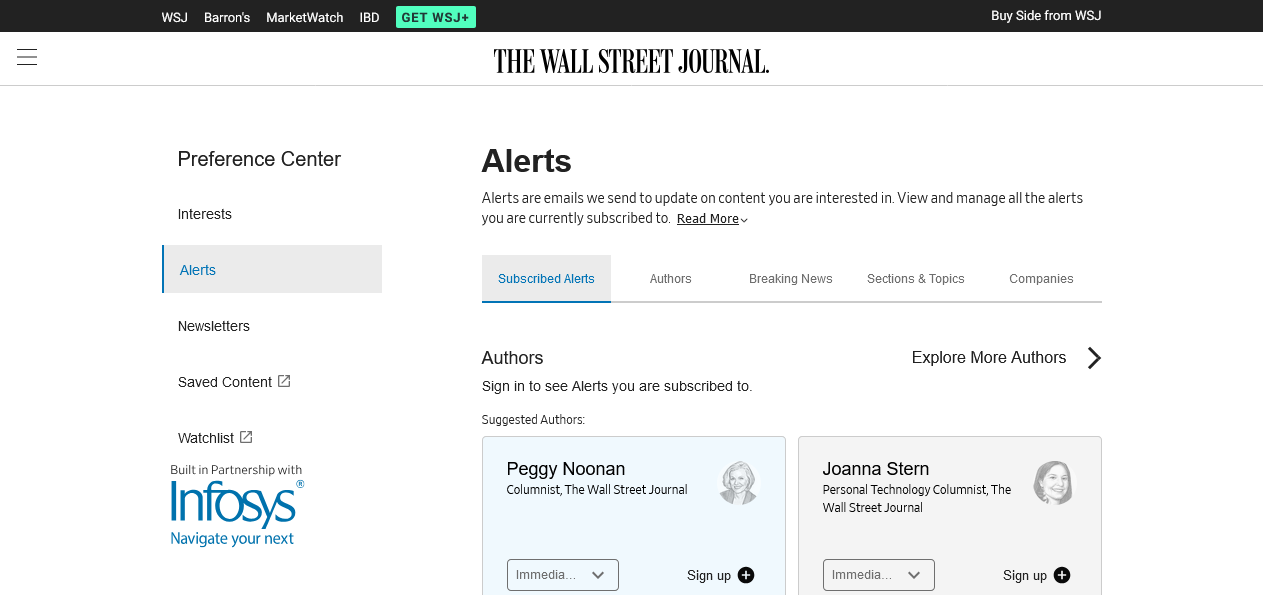 WSJ Barron's MarketWatch IBD GET WSJ+ Buy Side from WSJ
THE WALL STREET JOURNAL.
Preference Center
Interests
Alerts
Newsletters
Saved Content
Watchlist
Built in Partnership with
Infosys®
Navigate your next
Alerts
Alerts are emails we send to update on content you are interested in. View and manage all the alerts
you are currently subscribed to. Read More
Subscribed Alerts Authors Breaking News Sections & Topics Companies
Authors Explore More Authors
Sign in to see Alerts you are subscribed to.
Suggested Authors:
Peggy Noonan
Columnist, The Wall Street Journal
Immedia... Sign up
Joanna Stern
Personal Technology Columnist, The
Wall Street Journal
Immedia... Sign up